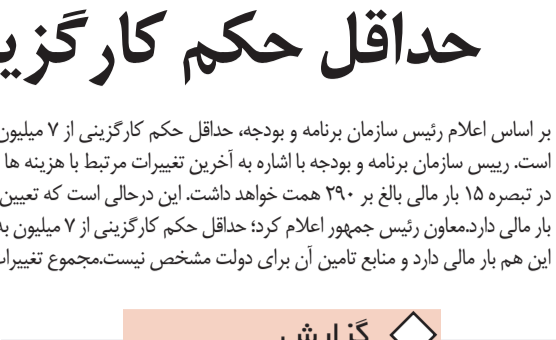 حداقل حکم کارگزی
بر اساس اعلام رئیس سازمان برنامه و بودجه، حداقل حکم کارگزینی از ۷ میلیون
است. رییس سازمان برنامه و بودجه با اشاره به آخرین تغییرات مرتبط با هزینه ها
در تبصره ۱۵ بار مالی بالغ بر ۲۹۰ همت خواهد داشت. این درحالی است که تعیین
بار مالی دارد.معاون رئیس جمهور اعلام کرد؛ حداقل حکم کارگزینی از ۷ میلیون به
این هم بار مالی دارد و منابع تامین آن برای دولت مشخص نیست.مجموع تغییرات
گزارش